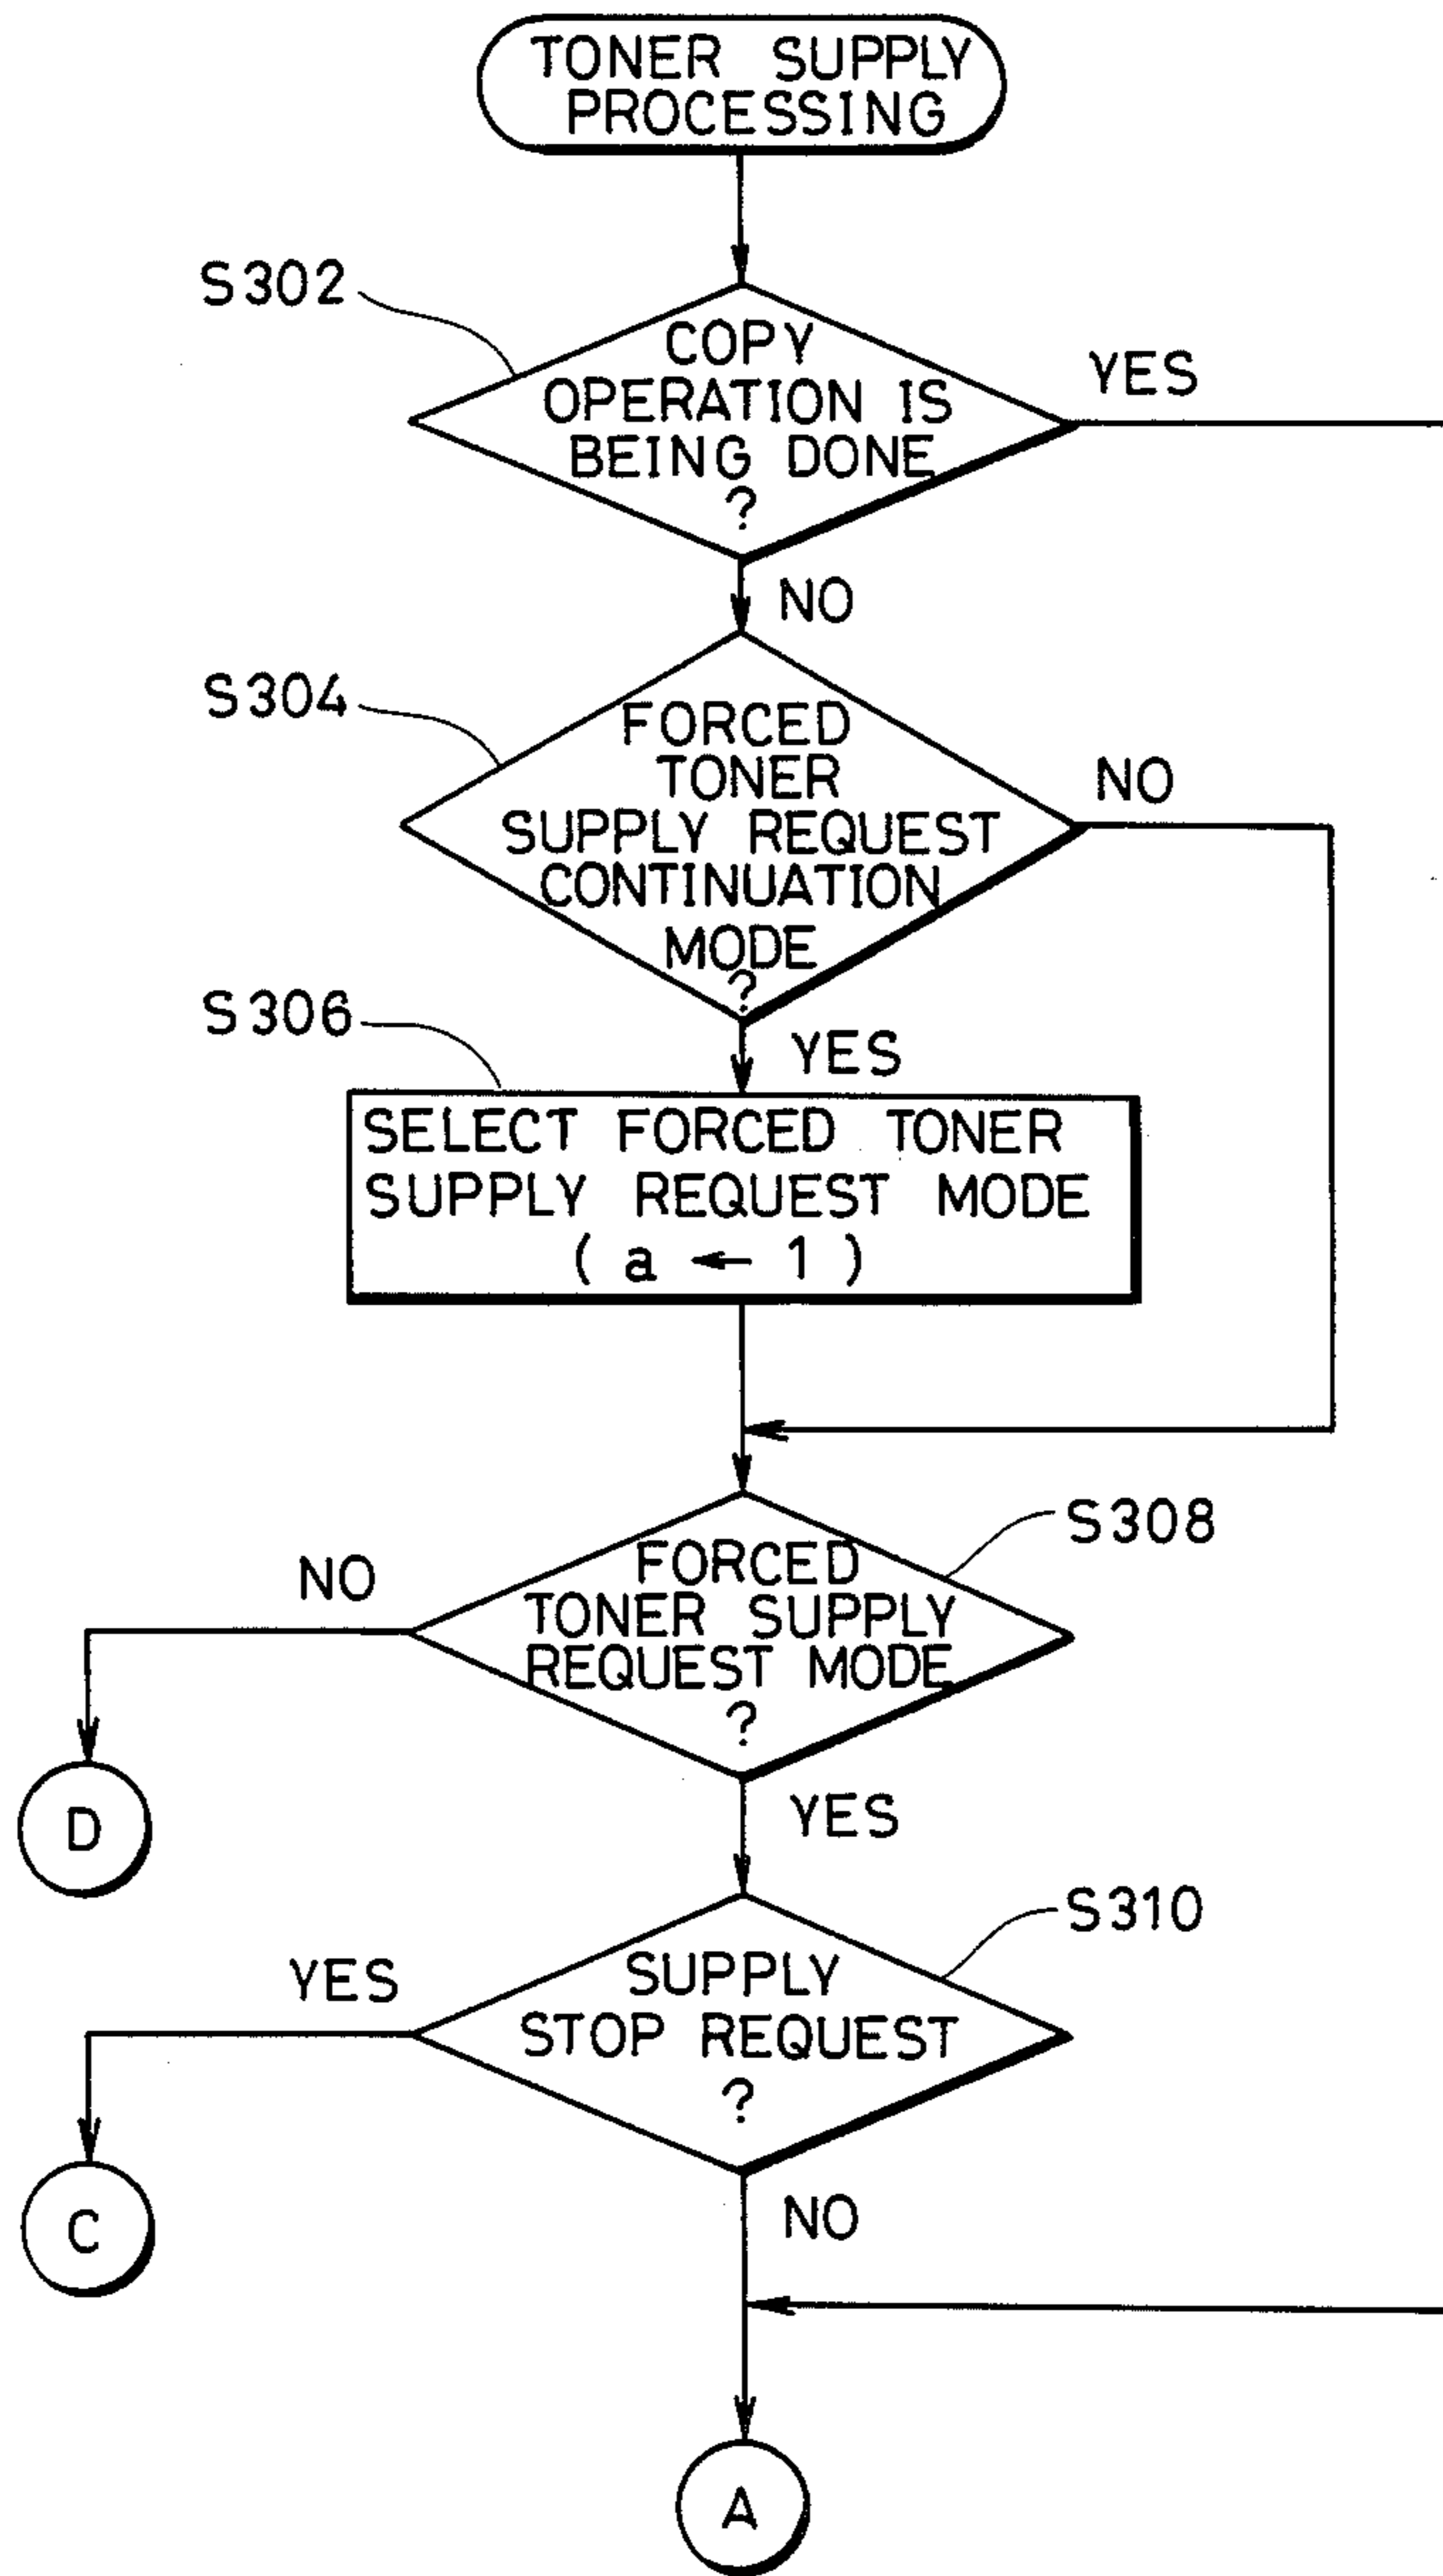 TONER SUPPLY
PROCESSING
S302
COPY
OPERATION IS
BEING DONE
?
YES
NO
S304
FORCED
TONER
SUPPLY REQUEST
CONTINUATION
MODE
?
NO
S306
YES
SELECT FORCED TONER
SUPPLY REQUEST MODE
( a ← 1 )
S308
NO
FORCED
TONER SUPPLY
REQUEST MODE
?
D
YES
S310
YES
SUPPLY
STOP REQUEST
?
C
NO
A